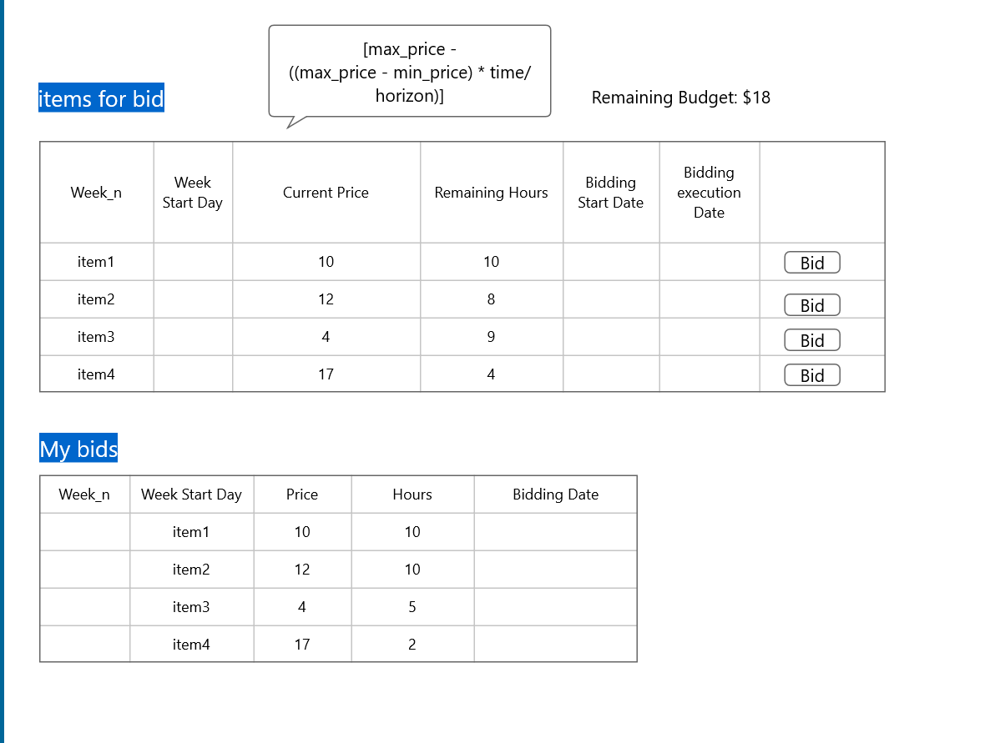 [max_price -
((max_price - min_price) * time/
horizon)]
items for bid
Remaining Budget: $18
Week_n
Week
Start Day
Current Price
Remaining Hours
Bidding
Start Date
Bidding
execution
Date
item1 10 10 Bid
item2 12 8 Bid
item3 4 9 Bid
item4 17 4 Bid
My bids
Week_n Week Start Day Price Hours Bidding Date
item1 10 10
item2 12 10
item3 4 5
item4 17 2